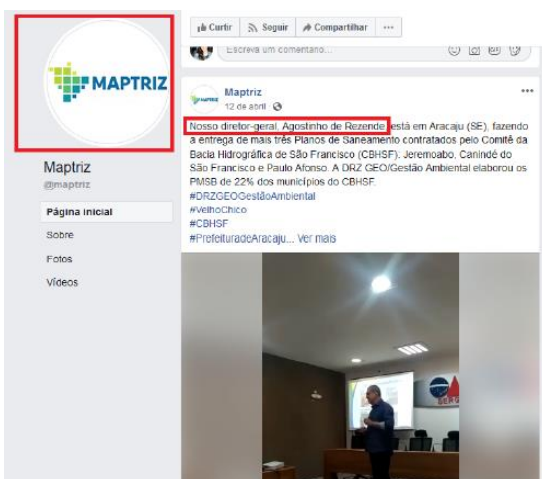 Curtir Seguir Compartilhar ...
Escreva um comentário...
MAPTRIZ
Maptriz
12 de abril
Nosso diretor-geral, Agostinho de Rezende, está em Aracaju (SE), fazendo
a entrega de mais três Planos de Saneamento contratados pelo Comitê da
Bacia Hidrográfica de São Francisco (CBHSF): Jeremoabo, Canindé do
São Francisco e Paulo Afonso. A DRZ GEO/Gestão Ambiental elaborou os
PMSB de 22% dos municípios do CBHSF.
#DRZGEOGestãoAmbiental
#VelhoChico
#CBHSF
#PrefeituradeAracaju... Ver mais
Maptriz
@maptriz
Página inicial
Sobre
Fotos
Vídeos